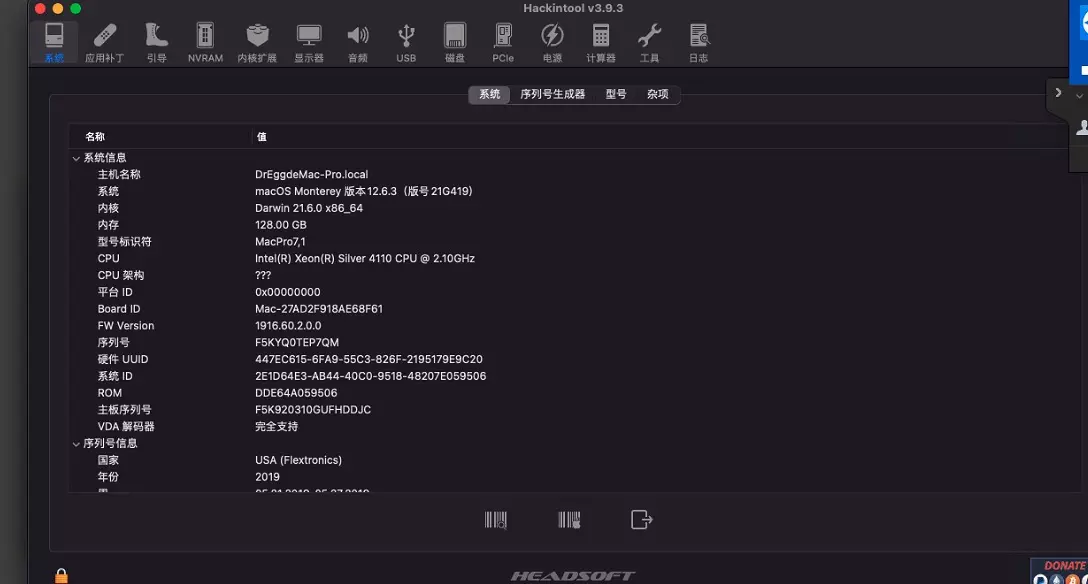 Hackintool v3.9.3
系统 应用补丁 引导 NVRAM 内核扩展 显示器 音频 USB 磁盘 PCIe 电源 计算器 工具 日志
系统 序列号生成器 型号 杂项
名称 值
系统信息
主机名称 DrEggdeMac-Pro.local
系统 macOS Monterey 版本12.6.3（版号21G419)
内核 Darwin 21.6.0 x86_64
内存 128.00 GB
型号标识符 MacPro7,1
CPU Intel(R) Xeon(R) Silver 4110 CPU @ 2.10GHz
CPU 架构 ???
平台 ID 0x00000000
Board ID Mac-27AD2F918AE68F61
FW Version 1916.60.2.0.0
序列号 F5KYQ0TEP7QM
硬件 UUID 447EC615-6FA9-55C3-826F-2195179E9C20
系统 ID 2E1D64E3-AB44-40C0-9518-48207E059506
ROM DDE64A059506
主板序列号 F5K920310GUFHDDJC
VDA 解码器 完全支持
序列号信息
国家 USA (Flextronics)
年份 2019
HEADSOFT
DONATE